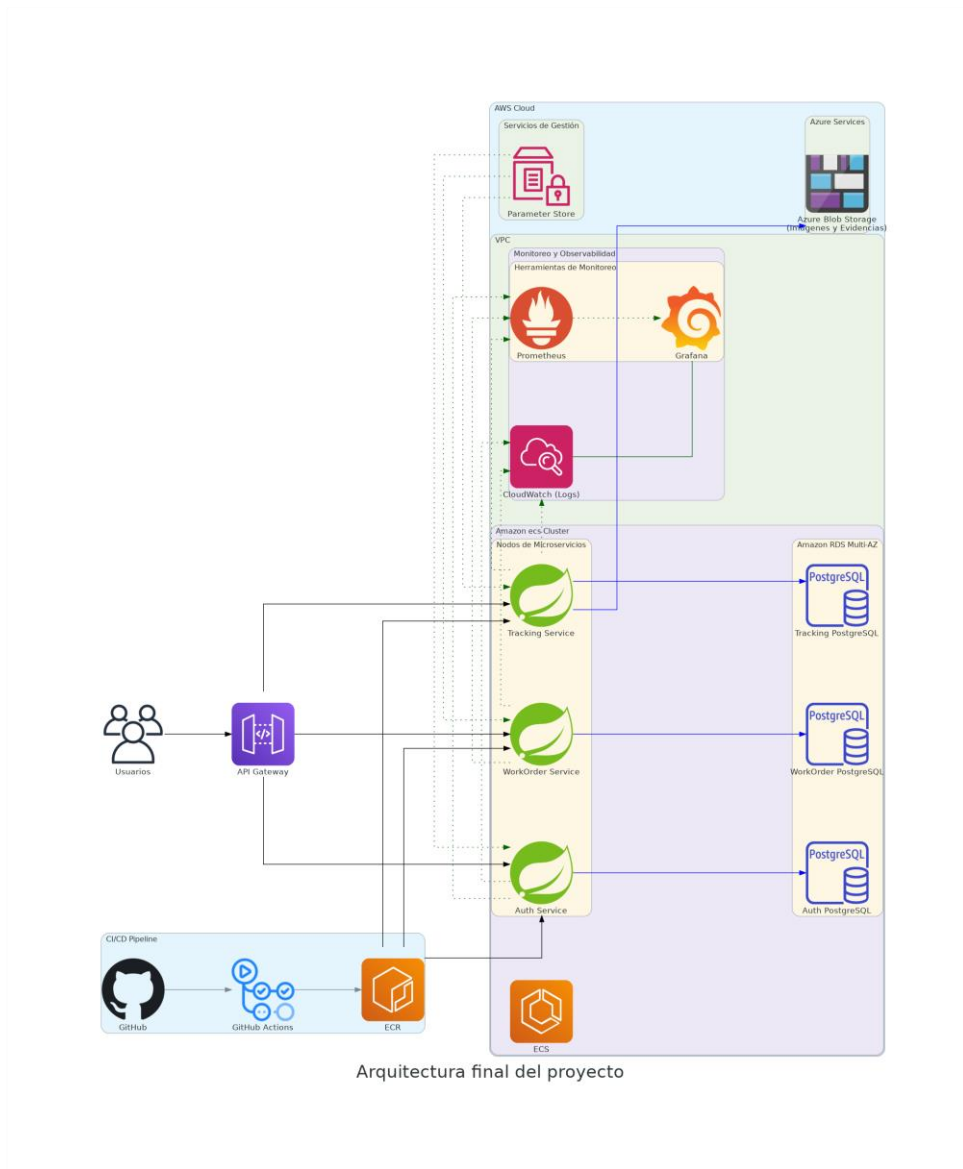 AWS Cloud
Servicios de Gestión
Azure Services
Parameter Store
Azure Blob Storage
(Imágenes y Evidencias)
VPC
Monitoreo y Observabilidad
Herramientas de Monitoreo
Prometheus
Grafana
CloudWatch (Logs)
Amazon ecs Cluster
Nodos de Microservicios
Amazon RDS Multi-AZ
PostgreSQL
Tracking Service
Tracking PostgreSQL
PostgreSQL
Usuarios
API Gateway
WorkOrder Service
WorkOrder PostgreSQL
PostgreSQL
Auth Service
Auth PostgreSQL
CI/CD Pipeline
GitHub
GitHub Actions
ECR
ECS
Arquitectura final del proyecto